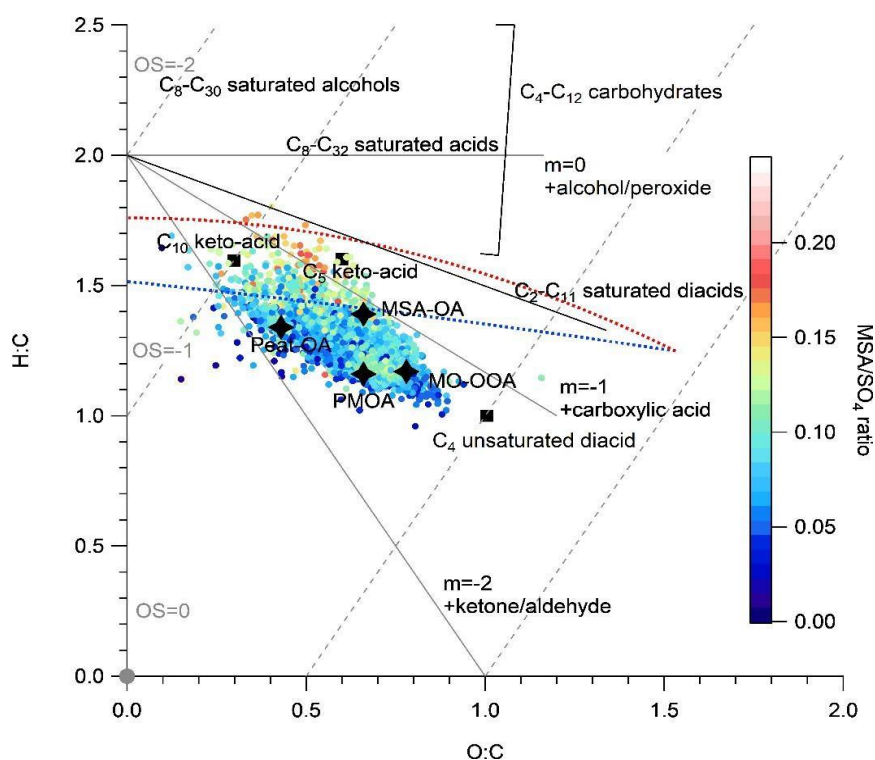 2.5
2.0
1.5
1.0
0.5
0.0
H:C
0.0
0.5
1.0
1.5
2.0
O:C
OS=-2
OS=-1
OS=0
C8-C30 saturated alcohols
C4-C12 carbohydrates
C8-C32 saturated acids
m=0
+alcohol/peroxide
C10 keto-acid
C5 keto-acid
C2-C11 saturated diacids
MSA-OA
Peat-OA
MO-OOA
PMOA
m=-1
+carboxylic acid
C4 unsaturated diacid
m=-2
+ketone/aldehyde
0.20
0.15
0.10
0.05
0.00
MSA/SO4 ratio